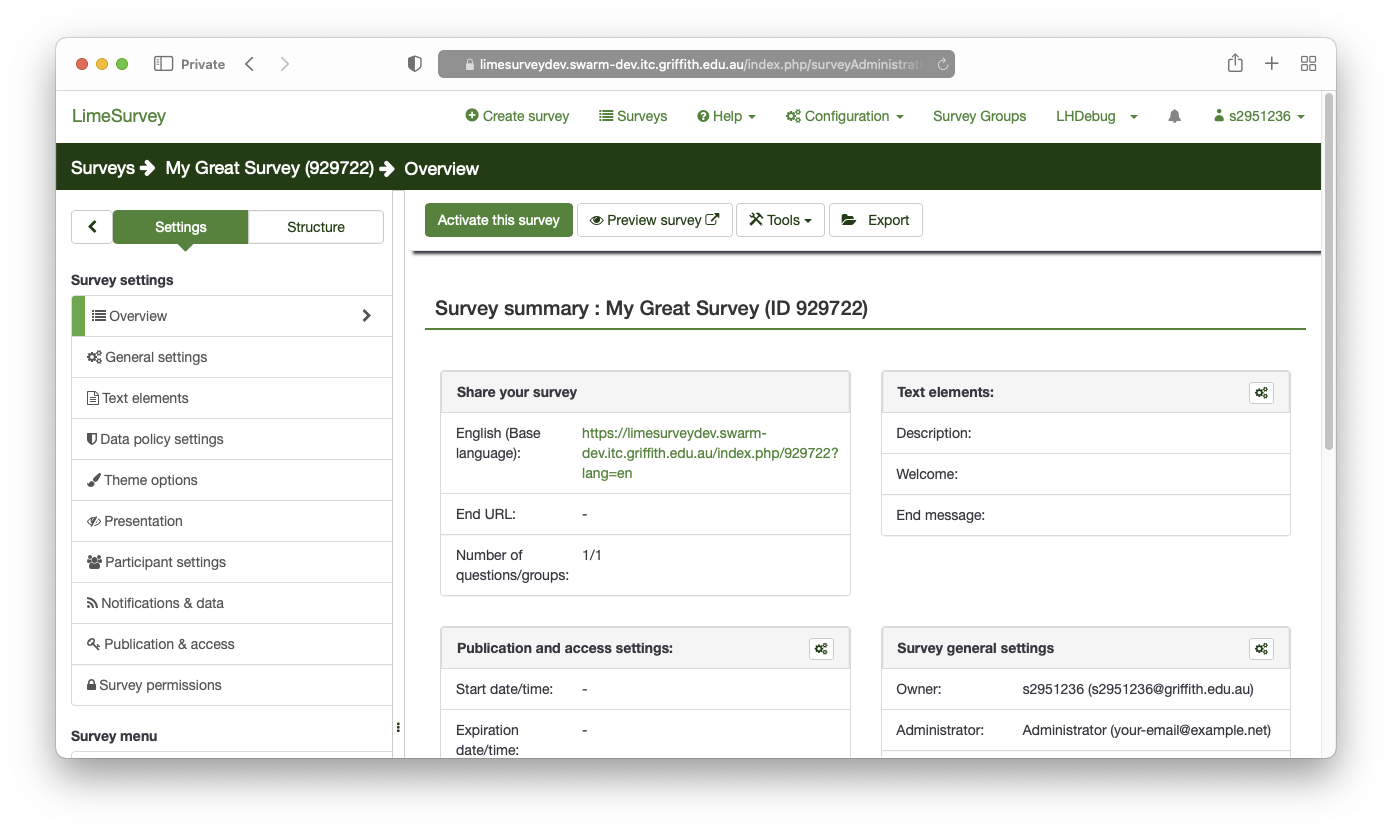 Private
limesurveydev.swarm-dev.itc.griffith.edu.au/index.php/surveyAdministrati
LimeSurvey
Create survey
Surveys
Help
Configuration
Survey Groups
LHDebug
s2951236
Surveys
My Great Survey (929722)
Overview
Settings
Structure
Activate this survey
Preview survey
Tools
Export
Survey settings
Overview
General settings
Text elements
Data policy settings
Theme options
Presentation
Participant settings
Notifications & data
Publication & access
Survey permissions
Survey menu
Survey summary : My Great Survey (ID 929722)
Share your survey
English (Base
language):
https://limesurveydev.swarm-
dev.itc.griffith.edu.au/index.php/929722?
lang=en
End URL:
-
Number of
questions/groups:
1/1
Text elements:
Description:
Welcome:
End message:
Publication and access settings:
Start date/time:
-
Expiration
date/time:
-
Survey general settings
Owner:
s2951236 (s2951236@griffith.edu.au)
Administrator:
Administrator (your-email@example.net)